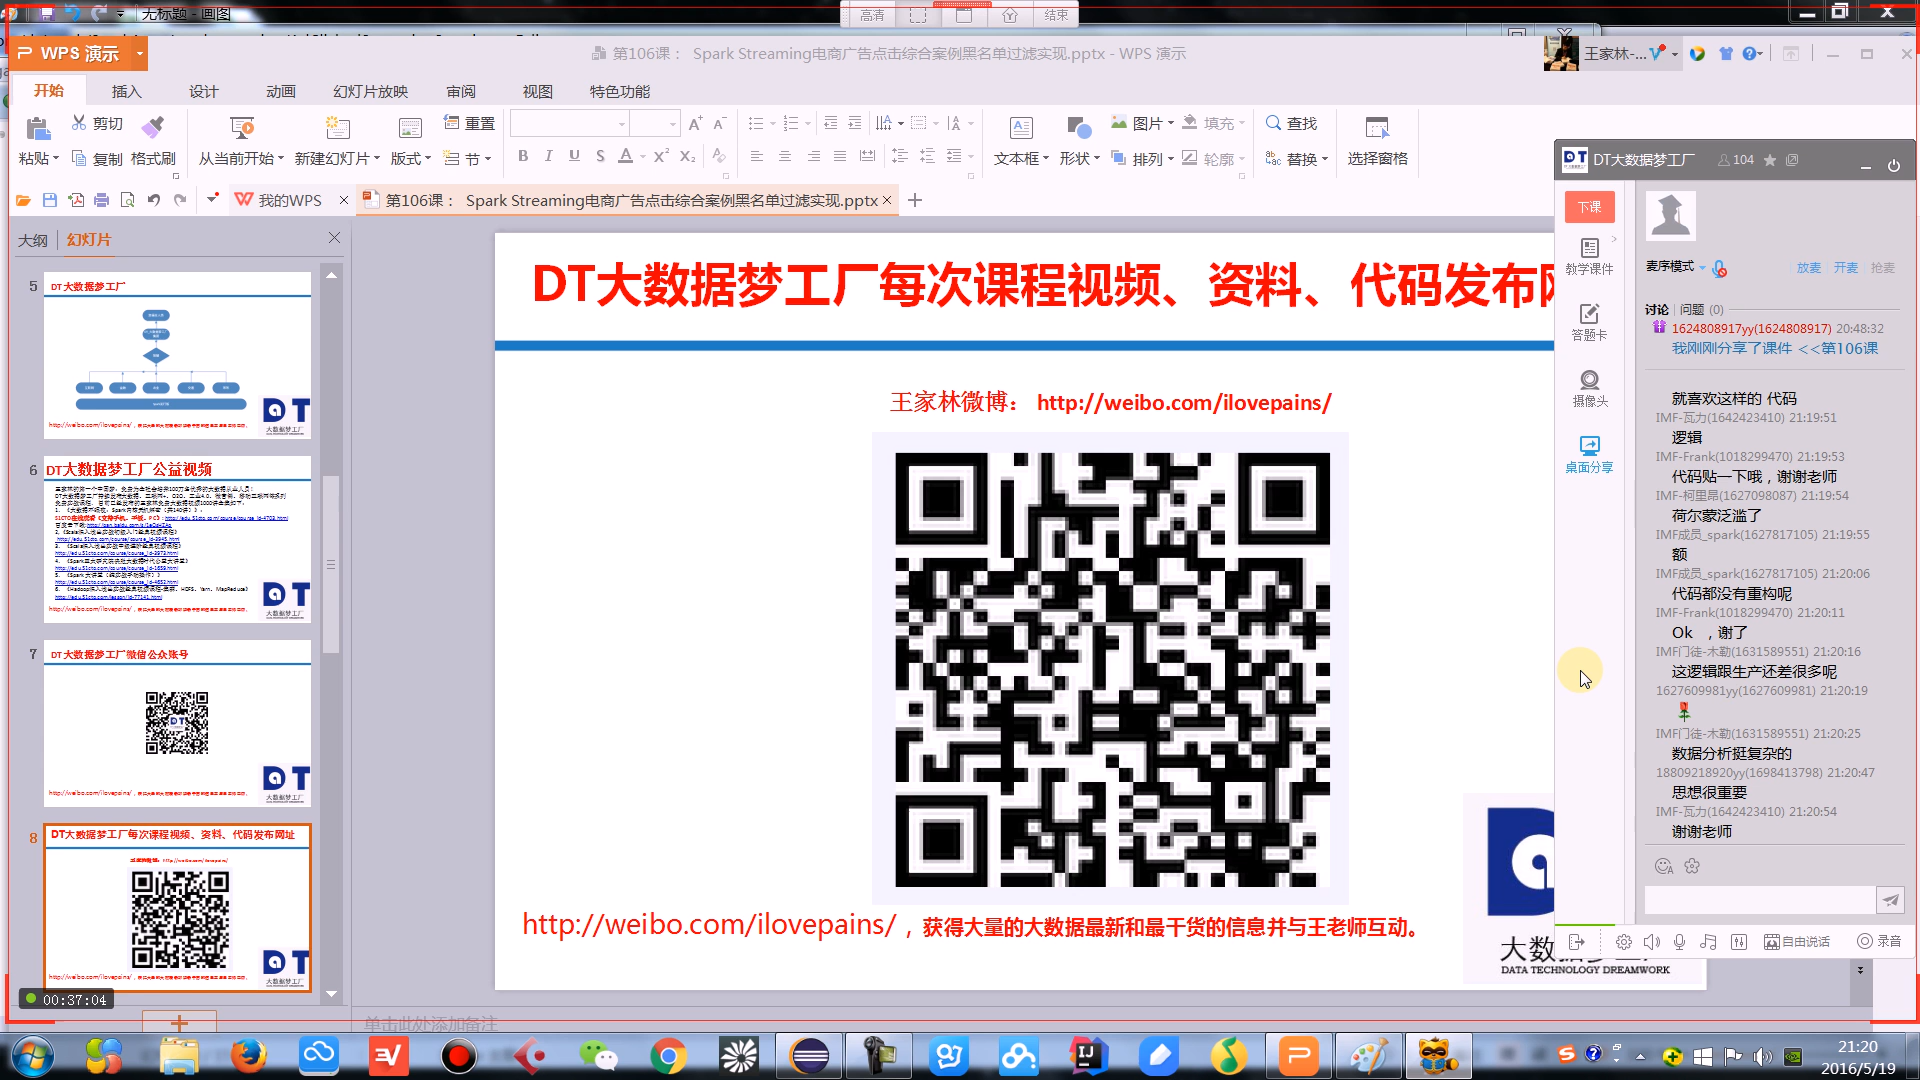 无标题 - 画图
高清
结束
WPS 演示
第106课： Spark Streaming电商广告点击综合案例黑名单过滤实现.pptx - WPS 演示
王家林-...
开始 插入 设计 动画 幻灯片放映 审阅 视图 特色功能
粘贴 剪切 复制 格式刷 从当前开始 新建幻灯片 版式 重置 节
文本框 形状 图片 排列 填充 轮廓 查找 替换 选择窗格
我的WPS
第106课： Spark Streaming电商广告点击综合案例黑名单过滤实现.pptx
大纲 幻灯片
5
DT大数据梦工厂
6
DT大数据梦工厂公益视频
7
DT大数据梦工厂微信公众账号
8
DT大数据梦工厂每次课程视频、资料、代码发布网址
00:37:04
DT大数据梦工厂每次课程视频、资料、代码发布网
王家林微博： http://weibo.com/ilovepains/
http://weibo.com/ilovepains/ ，获得大量的大数据最新和最干货的信息并与王老师互动。
DATA TECHNOLOGY DREAMWORK
单击此处添加备注
DT大数据梦工厂 104
下课
教学课件
答题卡
摄像头
桌面分享
麦序模式 放麦 开麦 抢麦
讨论 问题 (0)
1624808917yy(1624808917) 20:48:32
我刚刚分享了课件 <<第106课
就喜欢这样的 代码
IMF-瓦力(1642423410) 21:19:51
逻辑
IMF-Frank(1018299470) 21:19:53
代码贴一下哦，谢谢老师
IMF-柯里昂(1627098087) 21:19:54
荷尔蒙泛滥了
IMF成员_spark(1627817105) 21:19:55
额
IMF成员_spark(1627817105) 21:20:06
代码都没有重构呢
IMF-Frank(1018299470) 21:20:11
Ok ，谢了
IMF门徒-木勒(1631589551) 21:20:16
这逻辑跟生产还差很多呢
1627609981yy(1627609981) 21:20:19
IMF门徒-木勒(1631589551) 21:20:25
数据分析挺复杂的
18809218920yy(1698413798) 21:20:47
思想很重要
IMF-瓦力(1642423410) 21:20:54
谢谢老师
自由说话 录音
21:20
2016/5/19